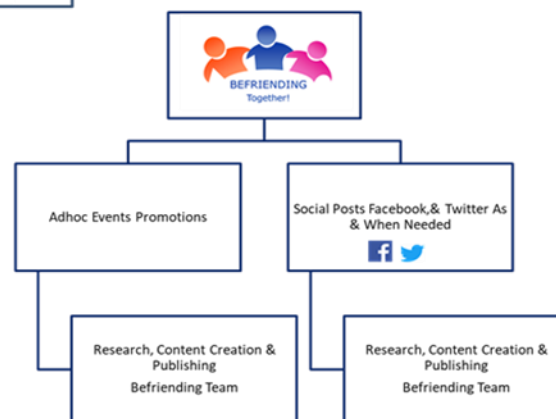 BEFRIENDING
Together!
Adhoc Events Promotions
Social Posts Facebook,& Twitter As
& When Needed
Research, Content Creation &
Publishing
Befriending Team
Research, Content Creation &
Publishing
Befriending Team